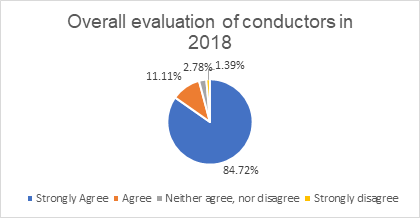 Overall evaluation of conductors in
2018
2.78% 1.39%
11.11%
84.72%
Strongly Agree Agree Neither agree, nor disagree Strongly disagree